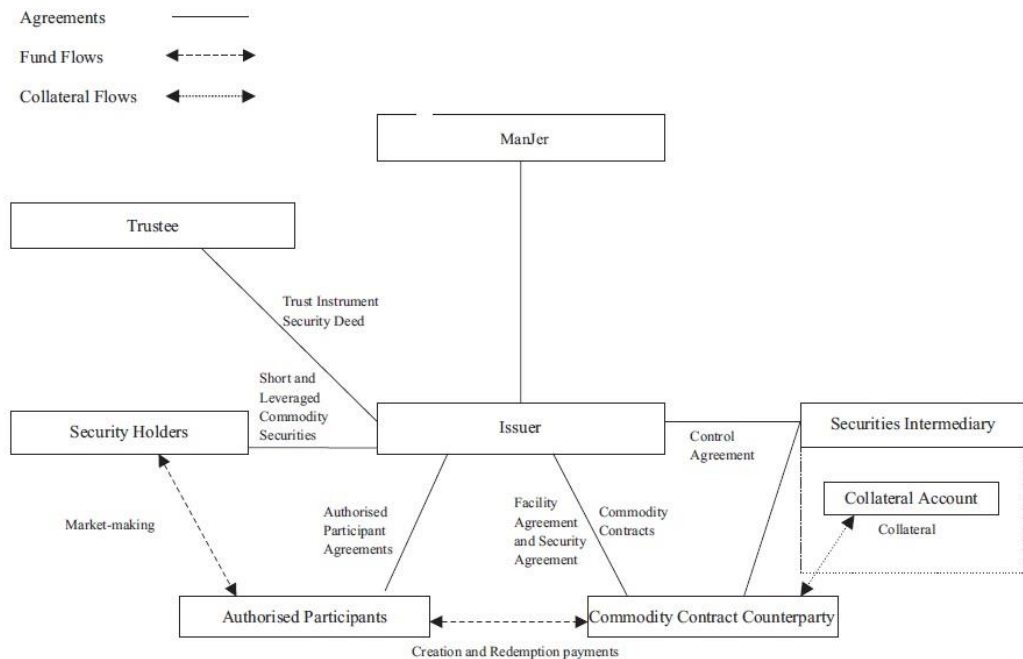 Agreements
Fund Flows
Collateral Flows
ManJer
Trustee
Trust Instrument
Security Deed
Short and
Leveraged
Commodity
Securities
Security Holders
Issuer
Securities Intermediary
Control
Agreement
Collateral Account
Collateral
Market-making
Authorised
Participant
Agreements
Facility
Agreement
and Security
Agreement
Commodity
Contracts
Authorised Participants
Commodity Contract Counterparty
Creation and Redemption payments